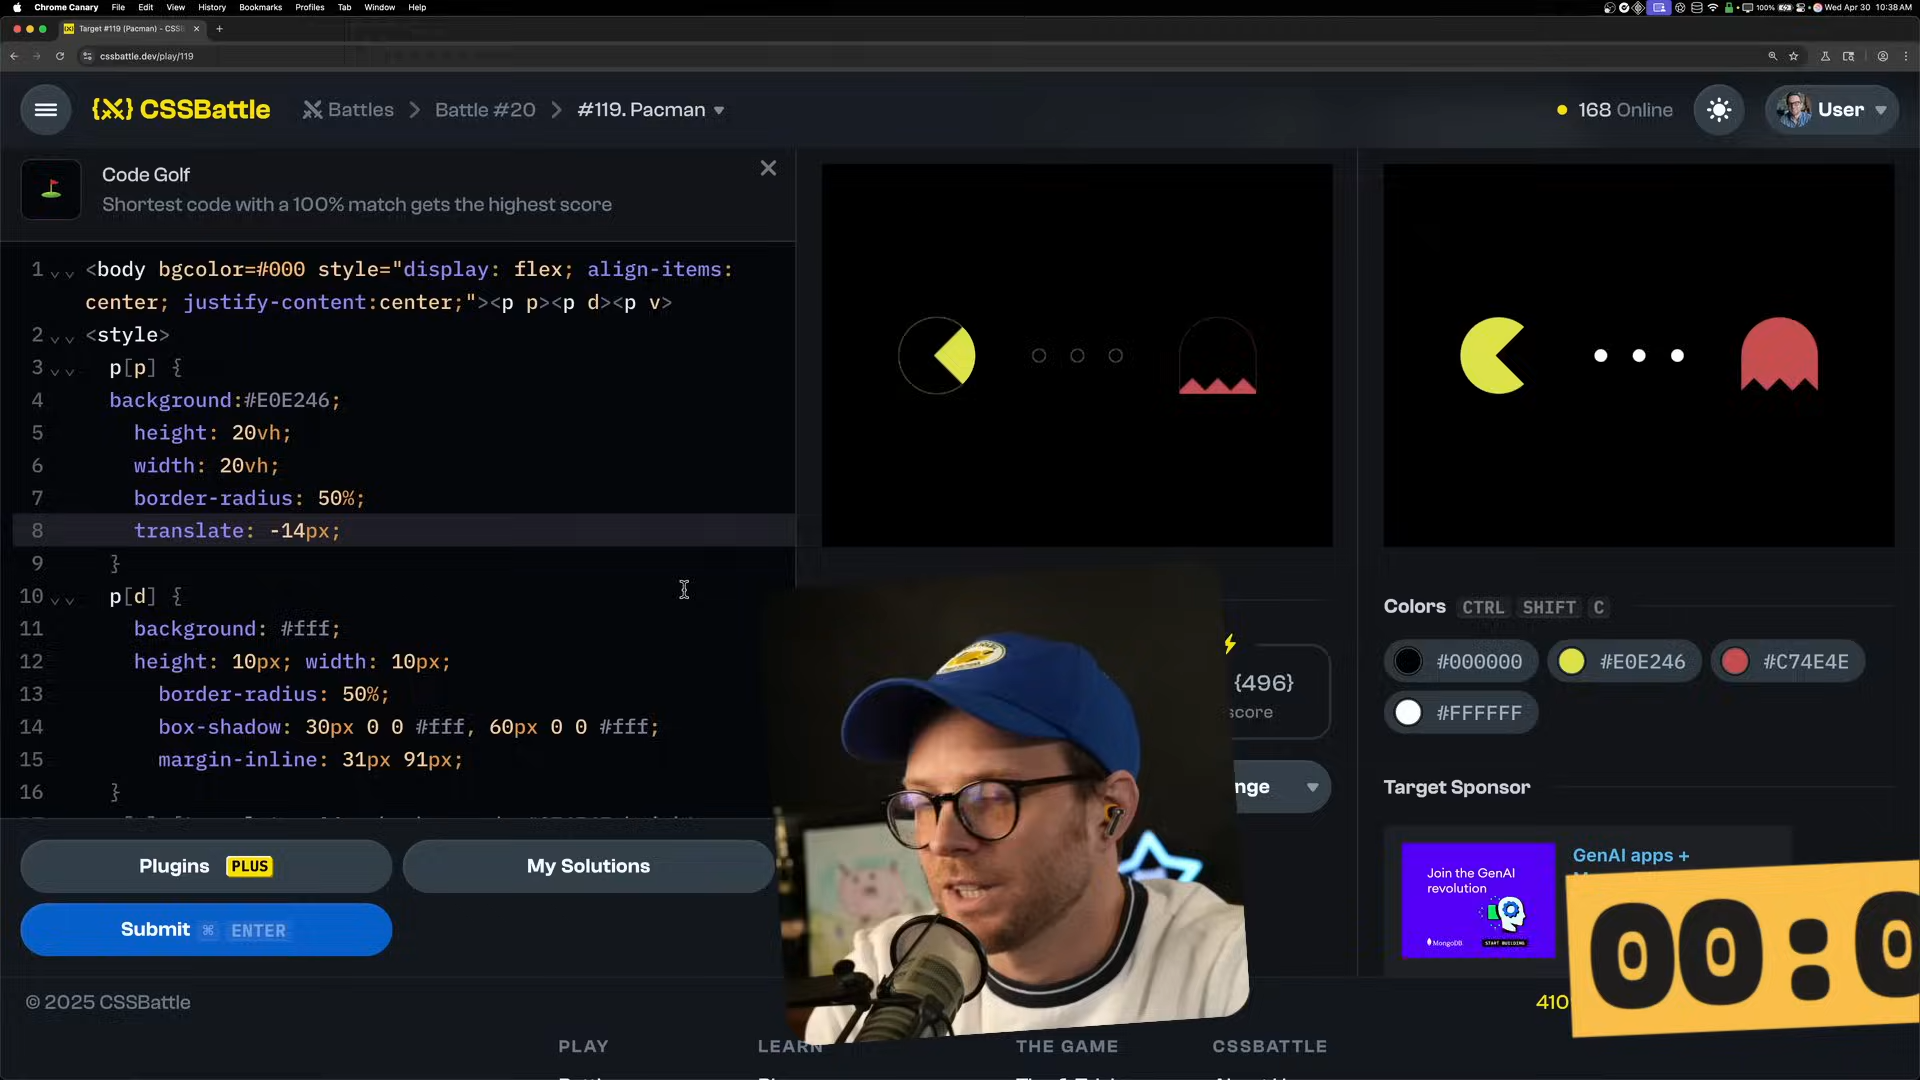 Chrome Canary File Edit View History Bookmarks Profiles Tab Window Help
100% Wed Apr 30 10:38 AM
Target #119 (Pacman) - CSSB
cssbattle.dev/play/119
{X} CSSBattle Battles > Battle #20 > #119. Pacman
168 Online
User
Code Golf
Shortest code with a 100% match gets the highest score
1 <body bgcolor=#000 style="display: flex; align-items:
center; justify-content:center;"><p p><p d><p v>
2 <style>
3 p[p] {
4 background:#E0E246;
5 height: 20vh;
6 width: 20vh;
7 border-radius: 50%;
8 translate: -14px;
9 }
10 p[d] {
11 background: #fff;
12 height: 10px; width: 10px;
13 border-radius: 50%;
14 box-shadow: 30px 0 0 #fff, 60px 0 0 #fff;
15 margin-inline: 31px 91px;
16 }
Plugins PLUS
My Solutions
Submit ⌘ ENTER
{496}
score
nge
Colors CTRL SHIFT C
#000000
#E0E246
#C74E4E
#FFFFFF
Target Sponsor
Join the GenAI
revolution
MongoDB
START BUILDING
GenAI apps +
00:0
© 2025 CSSBattle
410
PLAY
LEARN
THE GAME
CSSBATTLE